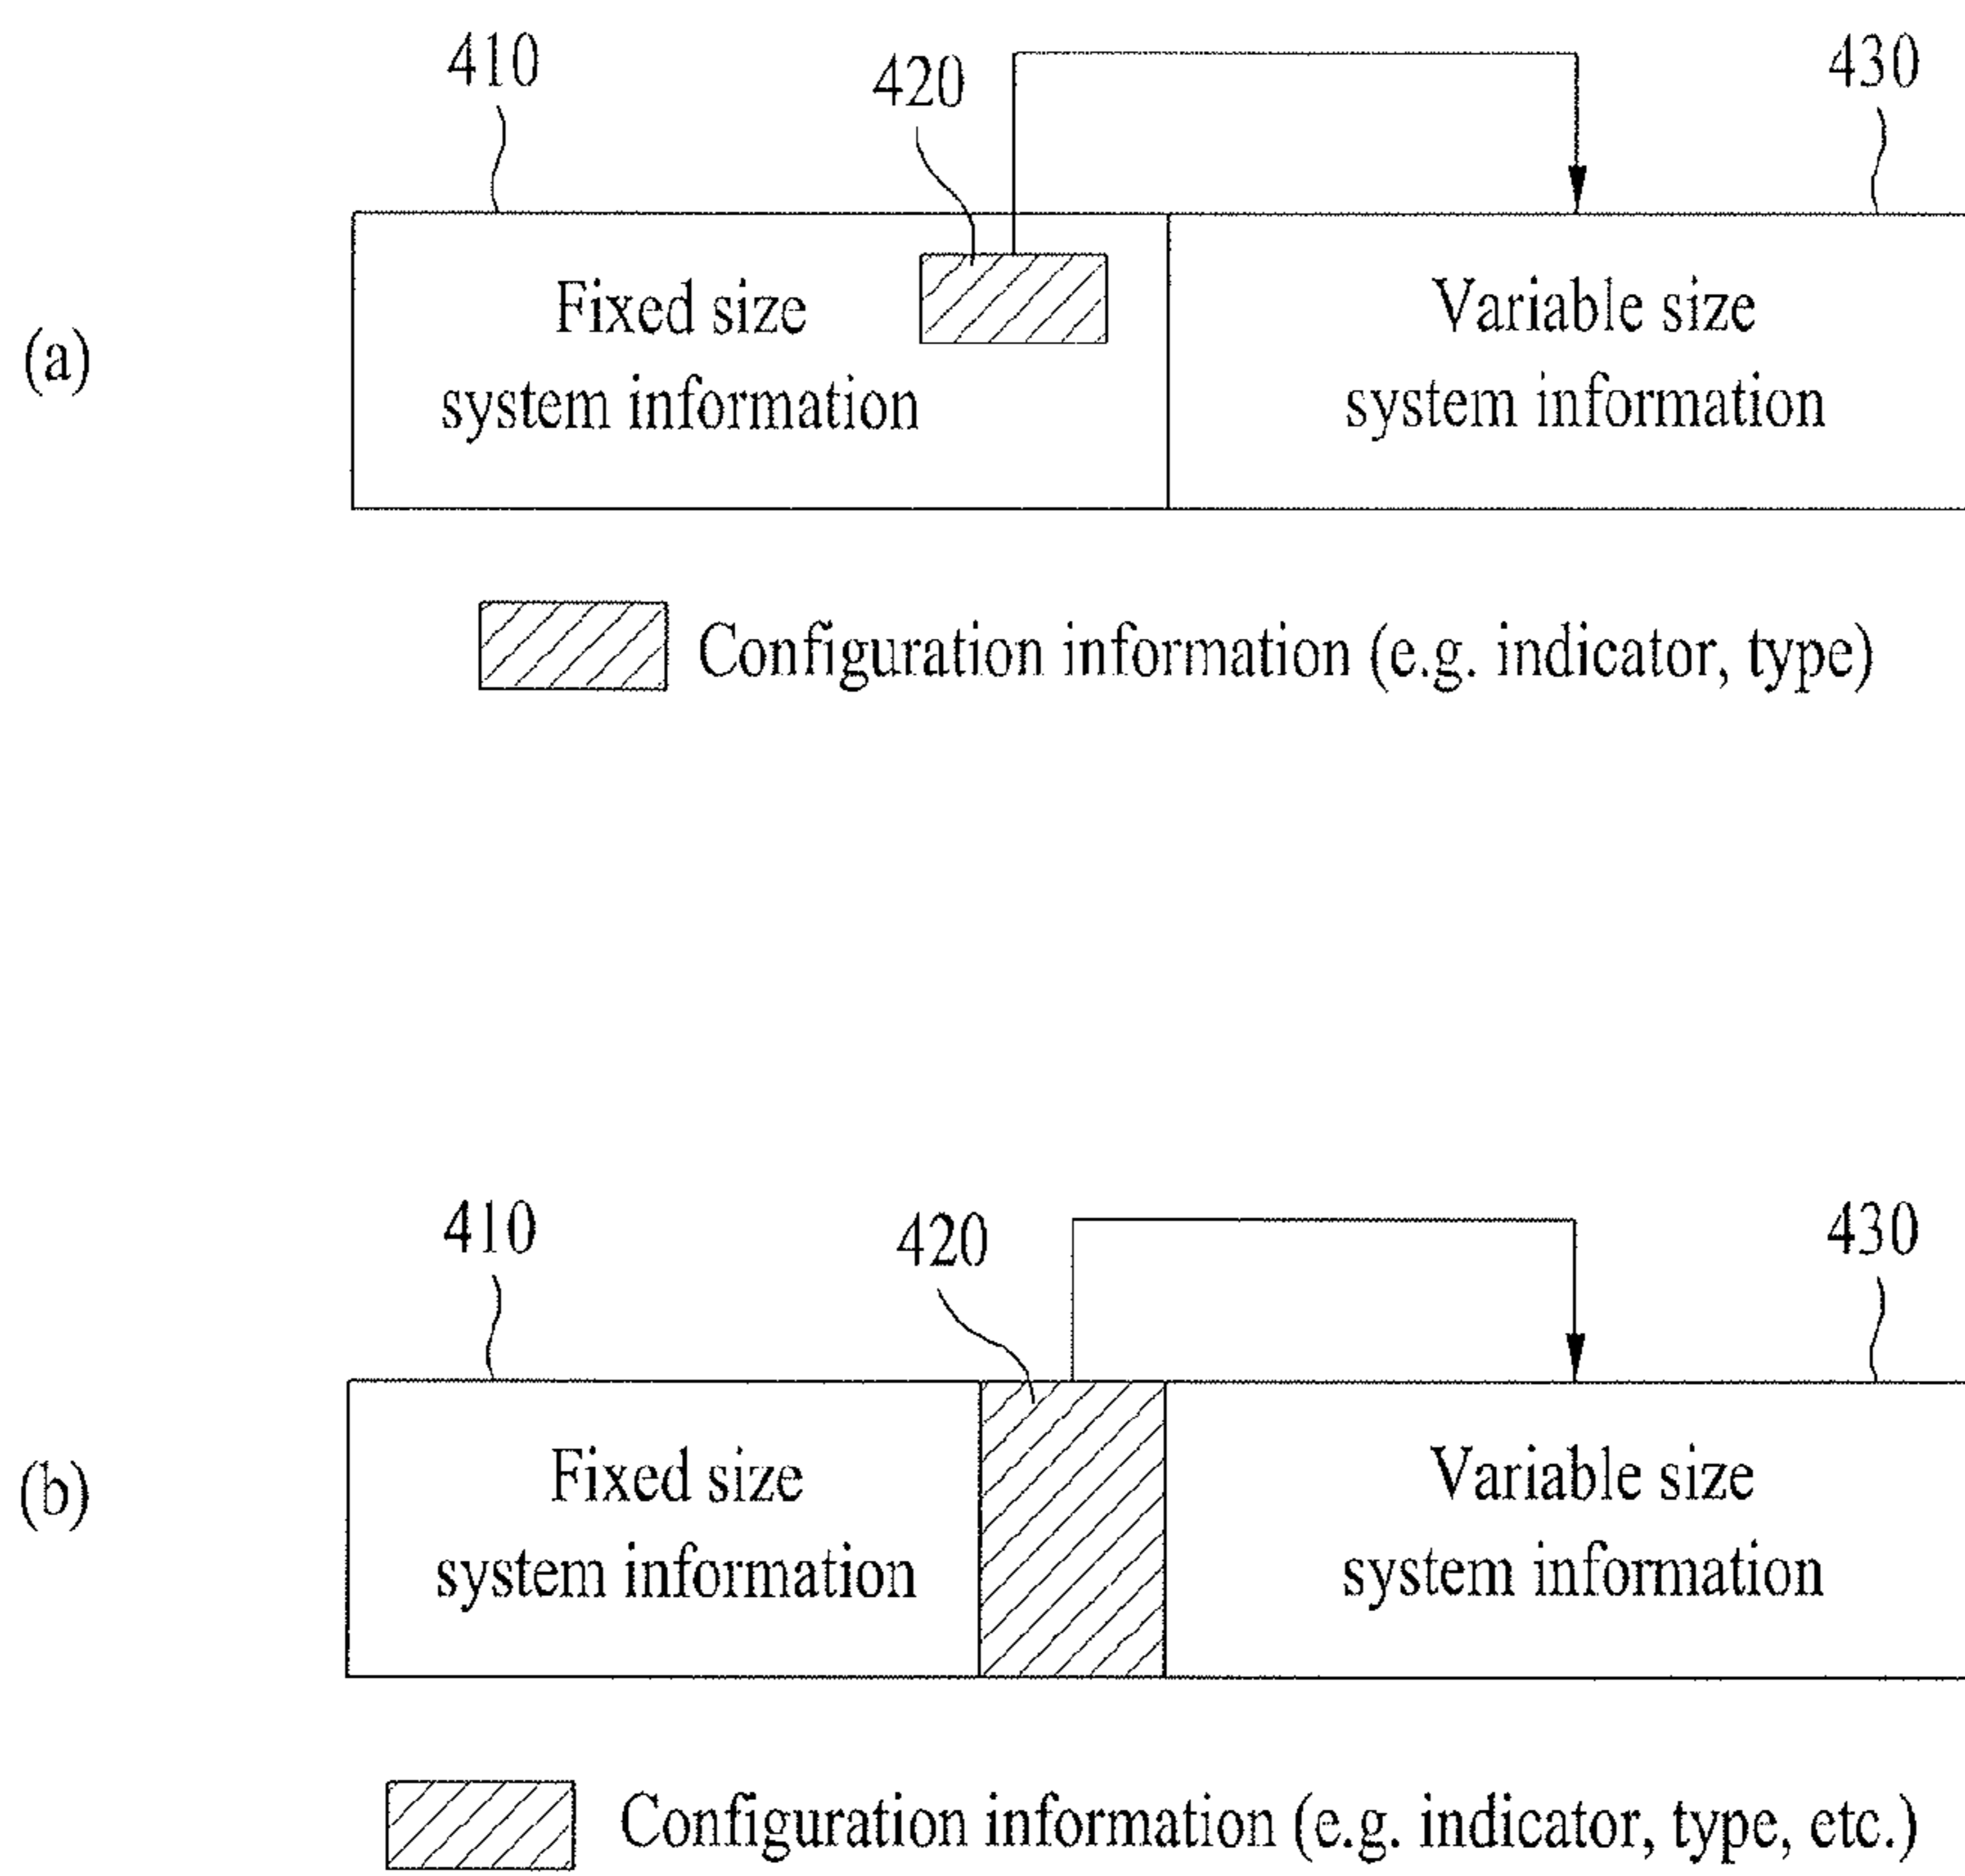 410
420
430
(a)
Fixed size
system information
Variable size
system information
Configuration information (e.g. indicator, type)
410
420
430
(b)
Fixed size
system information
Variable size
system information
Configuration information (e.g. indicator, type, etc.)